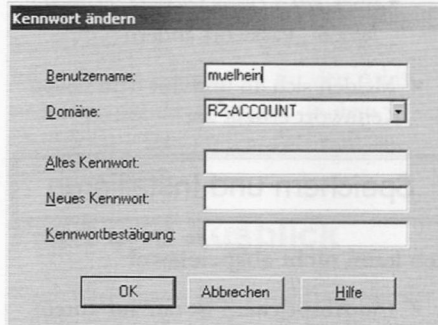 Kennwort ändern
Benutzername: muelhein
Domäne: RZ-ACCOUNT
Altes Kennwort:
Neues Kennwort:
Kennwortbestätigung:
OK Abbrechen Hilfe